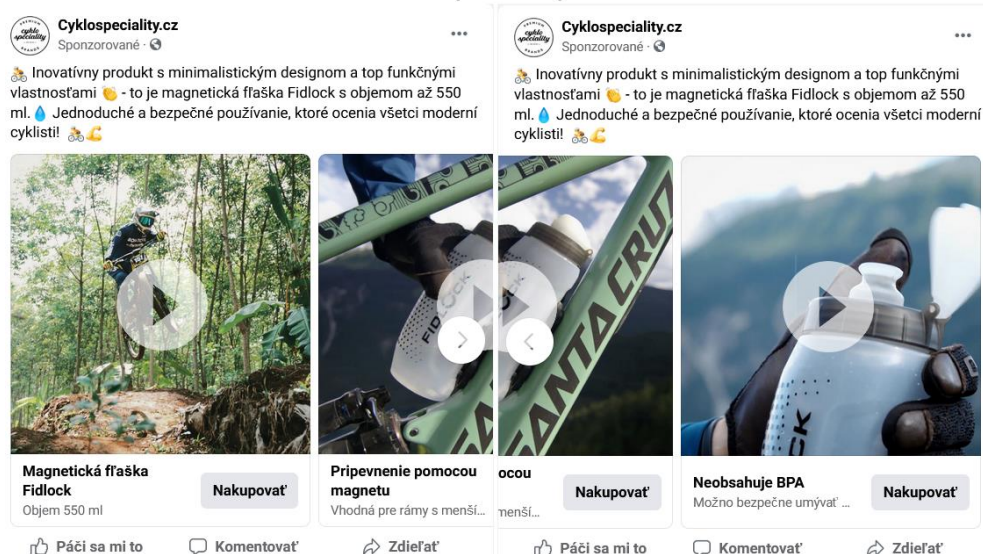 Cyklospeciality.cz
Sponzorované ·
🚴 Inovatívny produkt s minimalistickým designom a top funkčnými
vlastnosťami 👏 - to je magnetická fľaška Fidlock s objemom až 550
ml.💧 Jednoduché a bezpečné používanie, ktoré ocenia všetci moderní
cyklisti! 🚴💪
FIDLOCK
SA
Magnetická fľaška
Fidlock
Objem 550 ml
Nakupovať
Pripevnenie pomocou
magnetu
Vhodná pre rámy s menší...
Páči sa mi to
Komentovať
Zdieľať
Cyklospeciality.cz
Sponzorované ·
🚴 Inovatívny produkt s minimalistickým designom a top funkčnými
vlastnosťami 👏 - to je magnetická fľaška Fidlock s objemom až 550
ml.💧 Jednoduché a bezpečné používanie, ktoré ocenia všetci moderní
cyklisti! 🚴💪
CK
SANTA CRUZ
CK
ocou
menší...
Nakupovať
Neobsahuje BPA
Možno bezpečne umývať ...
Nakupovať
Páči sa mi to
Komentovať
Zdieľať